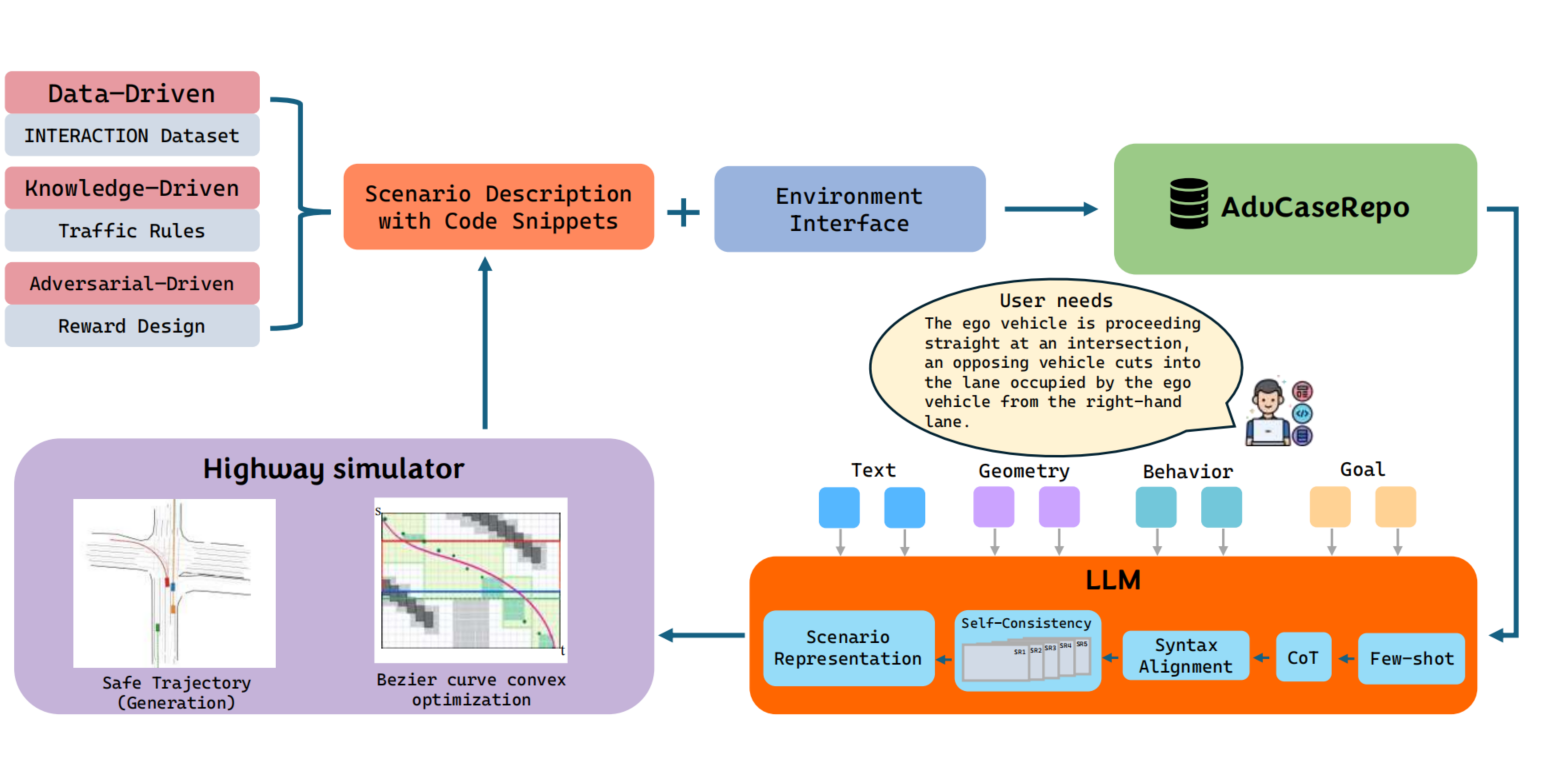 Data-Driven
INTERACTION Dataset
Knowledge-Driven
Traffic Rules
Adversarial-Driven
Reward Design
Scenario Description
with Code Snippets
+
Environment
Interface
AdvCaseRepo
User needs
The ego vehicle is proceeding
straight at an intersection,
an opposing vehicle cuts into
the lane occupied by the ego
vehicle from the right-hand
lane.
Highway simulator
s
t
Safe Trajectory
(Generation)
Bezier curve convex
optimization
Text
Geometry
Behavior
Goal
LLM
Scenario
Representation
Self-Consistency
SR1
SR2
SR3
SR4
SR5
Syntax
Alignment
CoT
Few-shot